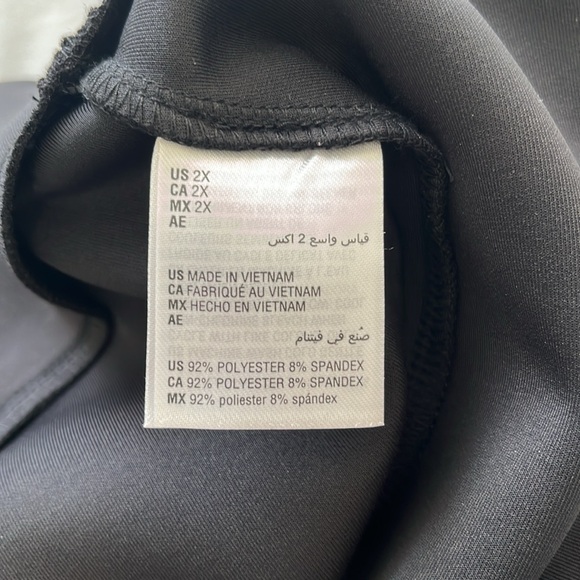 US 2X
CA 2X
MX 2X
AE
قياس واسع 2 اكس
US MADE IN VIETNAM
CA FABRIQUÉ AU VIETNAM
MX HECHO EN VIETNAM
AE
صُنع في فيتنام
US 92% POLYESTER 8% SPANDEX
CA 92% POLYESTER 8% SPANDEX
MX 92% poliester 8% spándex